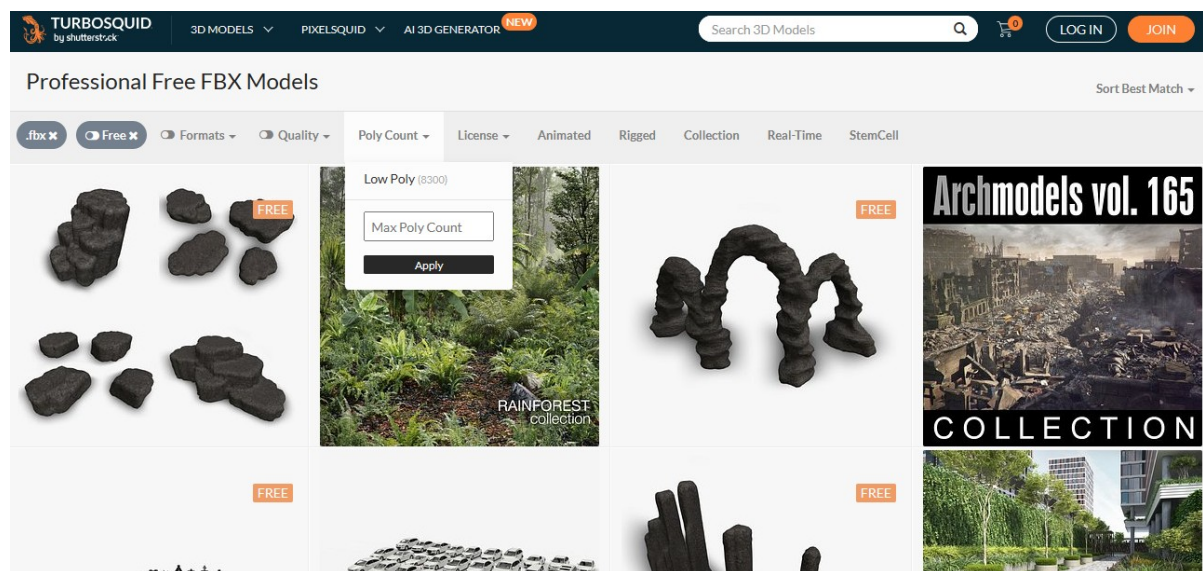 TURBOSQUID
by shutterstock
3D MODELS
PIXELSQUID
AI 3D GENERATOR
NEW
Search 3D Models
0
LOG IN
JOIN
Professional Free FBX Models
Sort Best Match
.fbx ×
Free ×
Formats
Quality
Poly Count
License
Animated
Rigged
Collection
Real-Time
StemCell
Low Poly (8300)
Max Poly Count
Apply
FREE
RAINFOREST
collection
FREE
Archmodels vol. 165
COLLECTION
FREE
FREE